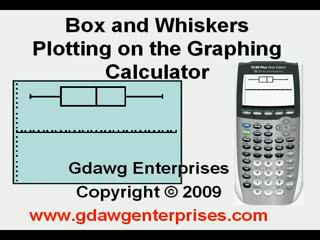 Box and Whiskers
Plotting on the Graphing
Calculator
Gdawg Enterprises
Copyright © 2009
www.gdawgenterprises.com